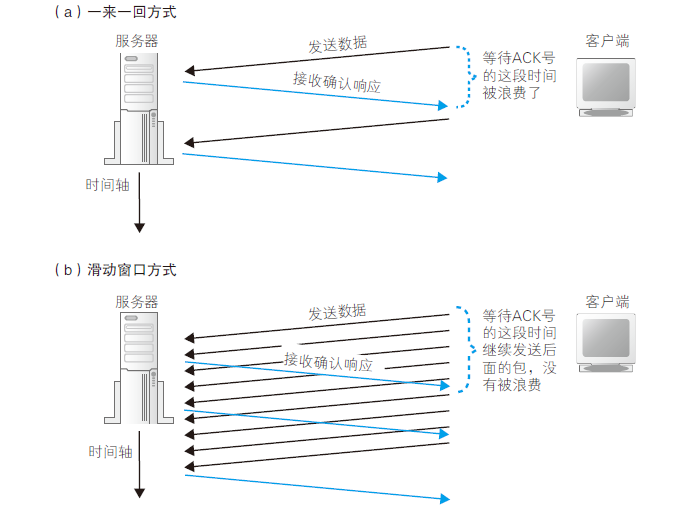 （a）一来一回方式
服务器
发送数据
接收确认响应
等待ACK号
的这段时间
被浪费了
客户端
时间轴
（b）滑动窗口方式
服务器
发送数据
接收确认响应
等待ACK号
的这段时间
继续发送后
面的包，没
有被浪费
客户端
时间轴